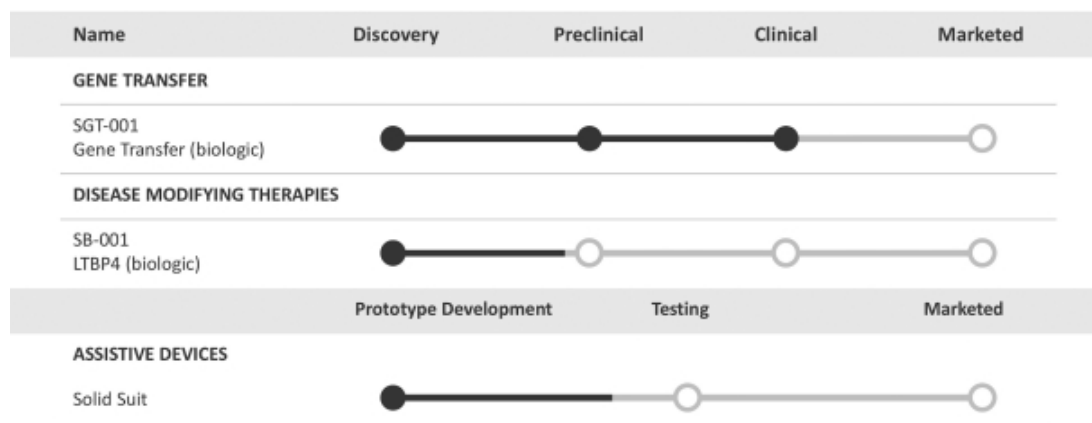 Name Discovery Preclinical Clinical Marketed
GENE TRANSFER
SGT-001
Gene Transfer (biologic)
DISEASE MODIFYING THERAPIES
SB-001
LTBP4 (biologic)
Prototype Development Testing Marketed
ASSISTIVE DEVICES
Solid Suit